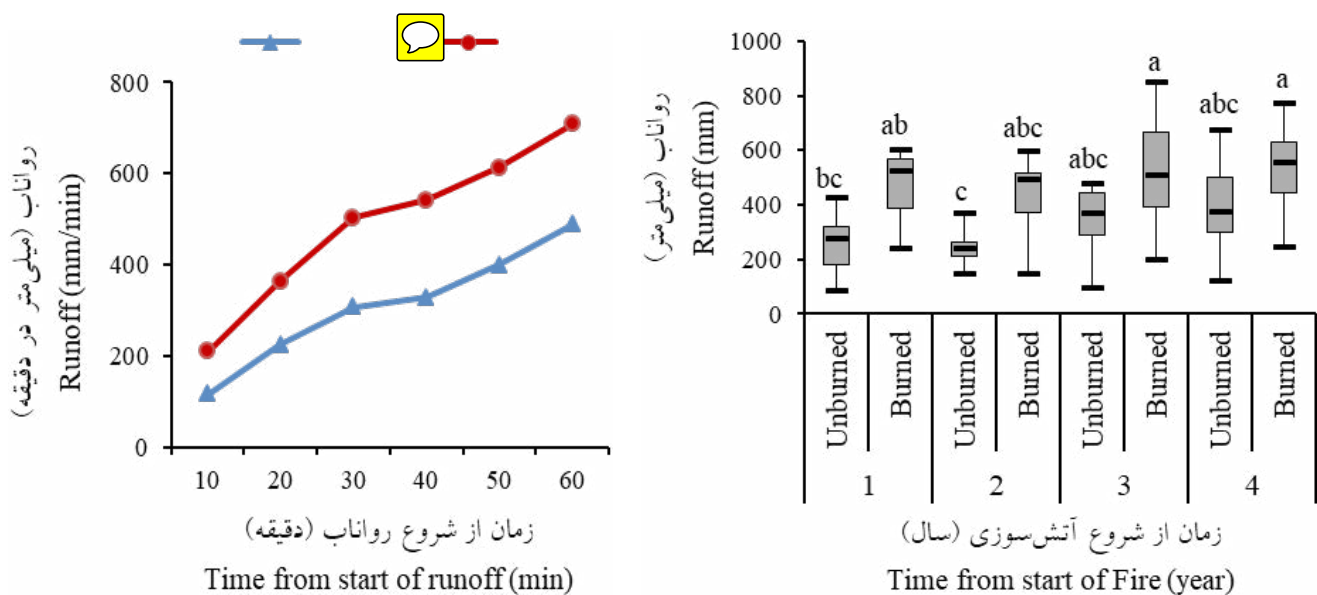 800
600
400
200
0
رواناب (میلی‌متر در دقیقه)
Runoff (mm/min)
10 20 30 40 50 60
زمان از شروع رواناب (دقیقه)
Time from start of runoff (min)
1000
800
600
400
200
0
رواناب (میلی‌متر)
Runoff (mm)
bc ab c abc abc a abc a
Unburned Burned Unburned Burned Unburned Burned Unburned Burned
1 2 3 4
زمان از شروع آتش‌سوزی (سال)
Time from start of Fire (year)